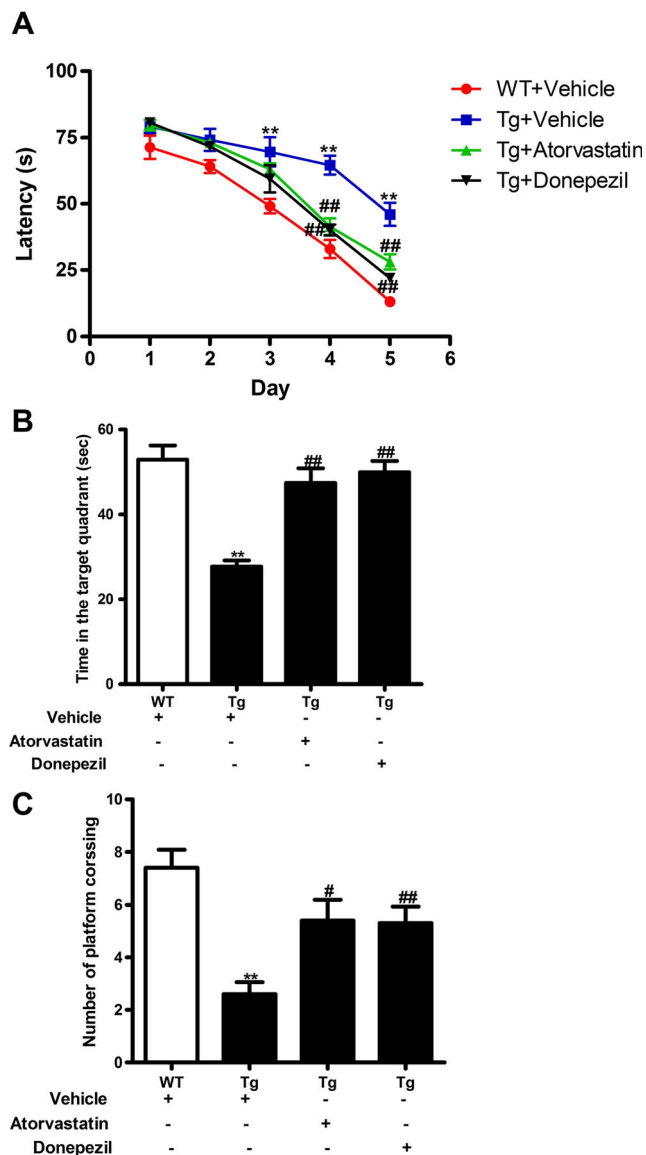 A
100
75
50
25
0
Latency (s)
** ** **
## ##
## ##
0 1 2 3 4 5 6
Day
WT+Vehicle
Tg+Vehicle
Tg+Atorvastatin
Tg+Donepezil
B
Time in the target quadrant (sec)
60
40
20
0
** ## ##
WT Tg Tg Tg
Vehicle + + - -
Atorvastatin - - + -
Donepezil - - - +
C
Number of platform corssing
10
8
6
4
2
0
** # ##
WT Tg Tg Tg
Vehicle + + - -
Atorvastatin - - + -
Donepezil - - - +